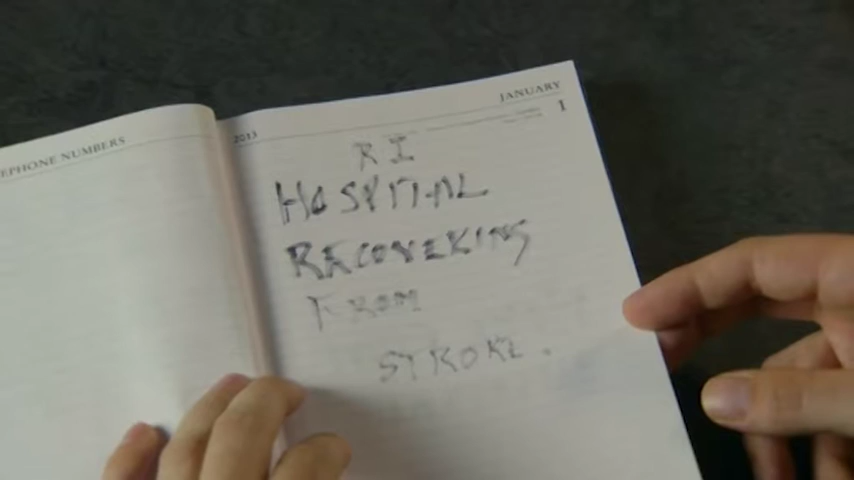 EPHONE NUMBERS
2013
JANUARY
1
RI
HOSPITAL
RECOVERING
FROM
STROKE.